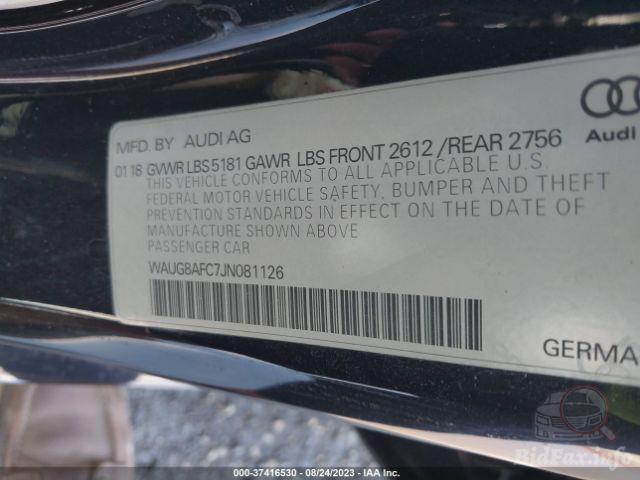 MFD. BY AUDI AG
Audi
01 18 GVWR LBS 5181 GAWR LBS FRONT 2612 /REAR 2756
THIS VEHICLE CONFORMS TO ALL APPLICABLE U.S.
FEDERAL MOTOR VEHICLE SAFETY, BUMPER AND THEFT
PREVENTION STANDARDS IN EFFECT ON THE DATE OF
MANUFACTURE SHOWN ABOVE
PASSENGER CAR
WAUG8AFC7JN081126
GERMA
BidFax.info
000-37416530 - 08/24/2023 - IAA Inc.